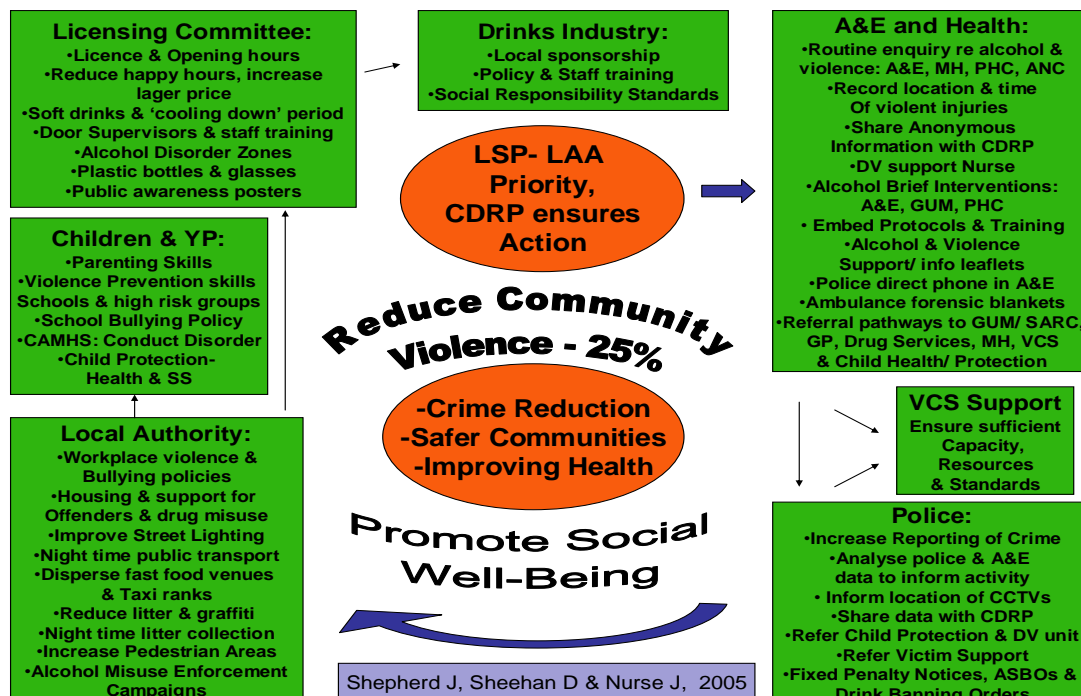 Licensing Committee:
•Licence & Opening hours
•Reduce happy hours, increase
lager price
•Soft drinks & ‘cooling down’ period
•Door Supervisors & staff training
•Alcohol Disorder Zones
•Plastic bottles & glasses
•Public awareness posters
Drinks Industry:
•Local sponsorship
•Policy & Staff training
•Social Responsibility Standards
A&E and Health:
•Routine enquiry re alcohol &
violence: A&E, MH, PHC, ANC
•Record location & time
Of violent injuries
•Share Anonymous
Information with CDRP
•DV support Nurse
•Alcohol Brief Interventions:
A&E, GUM, PHC
• Embed Protocols & Training
•Alcohol & Violence
Support/ info leaflets
•Police direct phone in A&E
•Ambulance forensic blankets
•Referral pathways to GUM/ SARC,
GP, Drug Services, MH, VCS
& Child Health/ Protection
LSP- LAA
Priority,
CDRP ensures
Action
Children & YP:
•Parenting Skills
•Violence Prevention skills
Schools & high risk groups
•School Bullying Policy
•CAMHS: Conduct Disorder
•Child Protection-
Health & SS
Reduce Community
Violence - 25%
-Crime Reduction
-Safer Communities
-Improving Health
Promote Social
Well-Being
VCS Support
Ensure sufficient
Capacity,
Resources
& Standards
Local Authority:
•Workplace violence &
Bullying policies
•Housing & support for
Offenders & drug misuse
•Improve Street Lighting
•Night time public transport
•Disperse fast food venues
& Taxi ranks
•Reduce litter & graffiti
•Night time litter collection
•Increase Pedestrian Areas
•Alcohol Misuse Enforcement
Campaigns
Police:
•Increase Reporting of Crime
•Analyse police & A&E
data to inform activity
• Inform location of CCTVs
•Share data with CDRP
•Refer Child Protection & DV unit
•Refer Victim Support
•Fixed Penalty Notices, ASBOs &
Drink Banning Orders
Shepherd J, Sheehan D & Nurse J, 2005